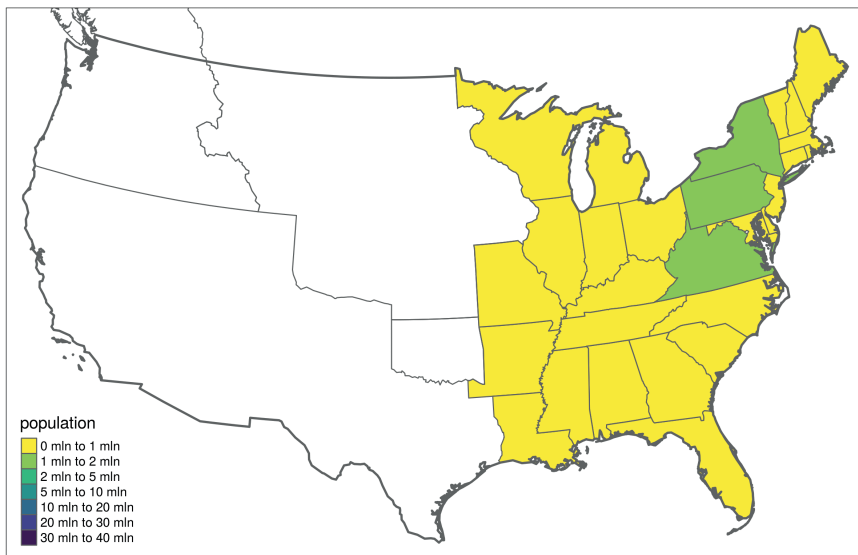 population
0 mln to 1 mln
1 mln to 2 mln
2 mln to 5 mln
5 mln to 10 mln
10 mln to 20 mln
20 mln to 30 mln
30 mln to 40 mln